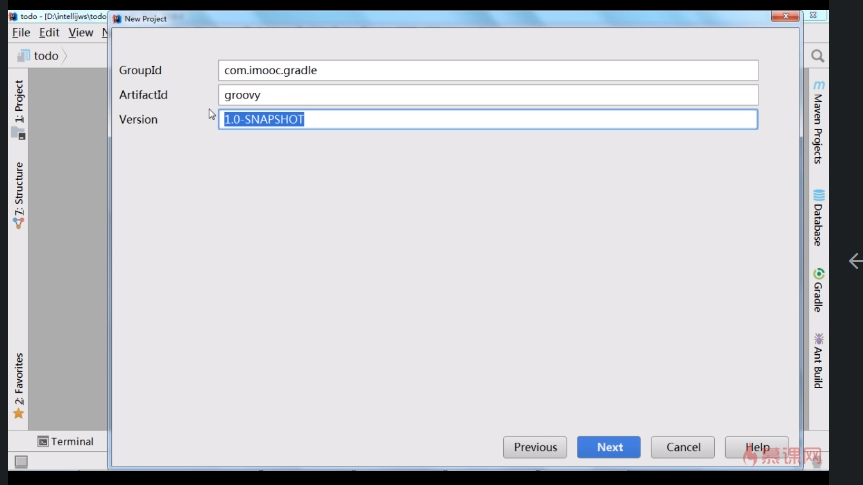 todo - [D:\intellijws\todo
New Project
File Edit View N
todo
1: Project
7: Structure
2: Favorites
GroupId
com.imooc.gradle
ArtifactId
groovy
Version
1.0-SNAPSHOT
Maven Projects
Database
Gradle
Ant Build
Previous
Next
Cancel
Help
慕课网
Terminal